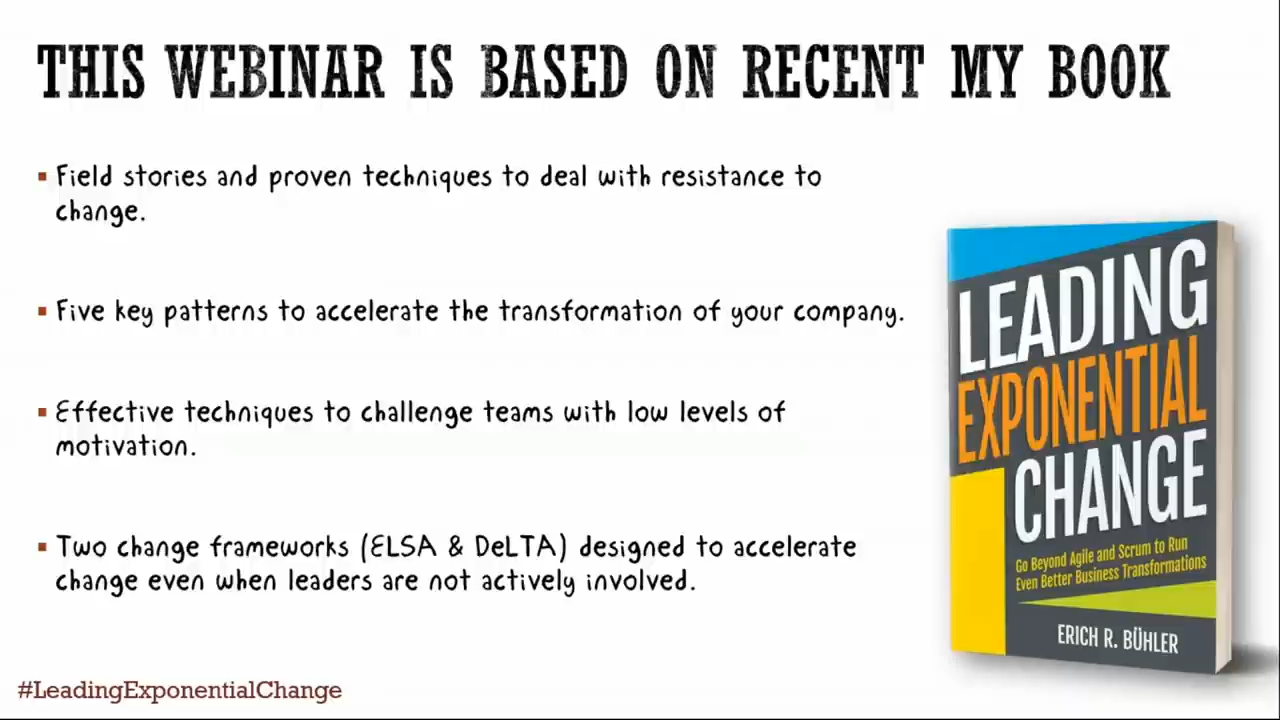 THIS WEBINAR IS BASED ON RECENT MY BOOK
▪ Field stories and proven techniques to deal with resistance to
change.
▪ Five key patterns to accelerate the transformation of your company.
▪ Effective techniques to challenge teams with low levels of
motivation.
▪ Two change frameworks (ELSA & DeLTA) designed to accelerate
change even when leaders are not actively involved.
#LeadingExponentialChange
LEADING
EXPONENTIAL
CHANGE
Go Beyond Agile and Scrum to Run
Even Better Business Transformations
ERICH R. BÜHLER